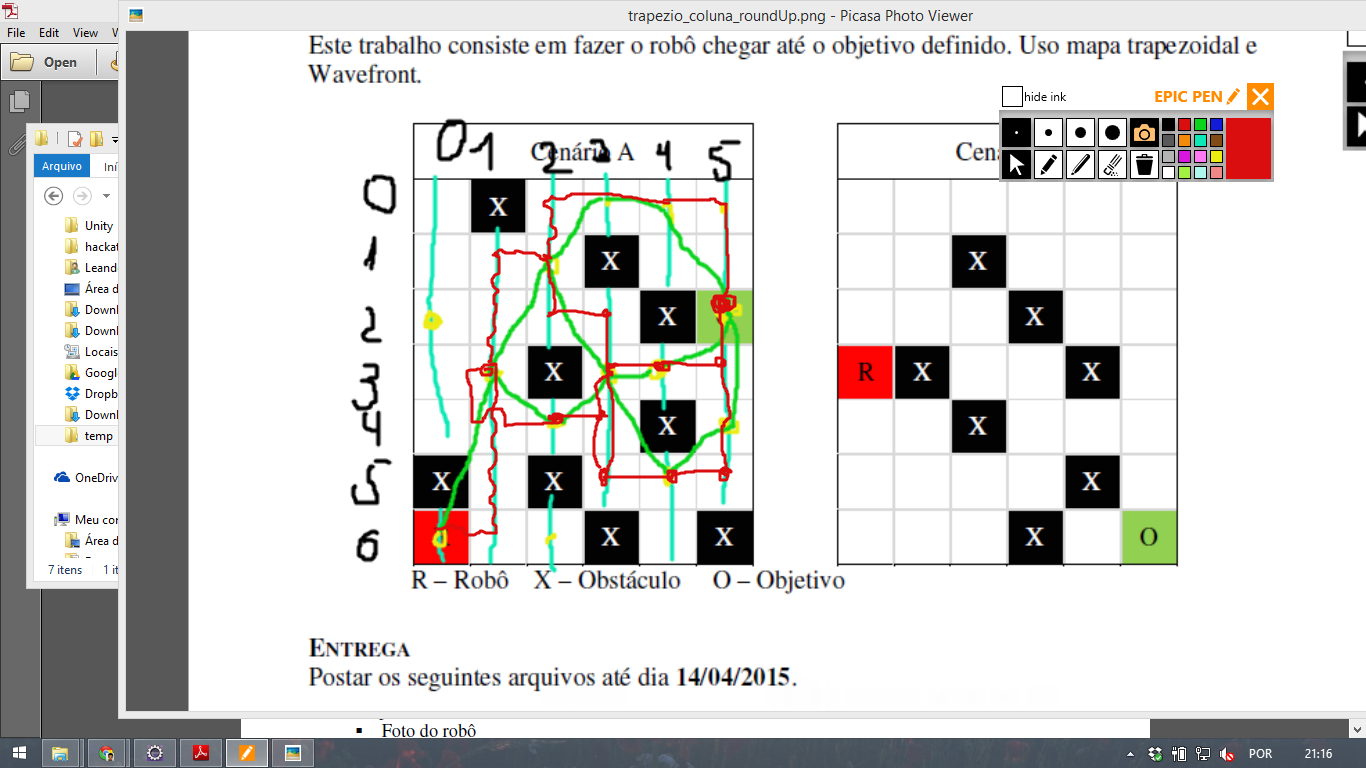 trapezio_coluna_roundUp.png - Picasa Photo Viewer
File Edit View W
Open
Este trabalho consiste em fazer o robô chegar até o objetivo definido. Uso mapa trapezoidal e
Wavefront.
hide ink
EPIC PEN
Arquivo Iní
Unity
hackat
Leand
Área d
Downl
Downl
Locais
Google
Dropb
Downl
temp
OneDriv
Meu cor
Área d
7 itens 1 it
Cenário A
0 1 2 3 4 5
0 X
1 X
2 X
3 X
4 X
5 X X
6 X X
Cen
X
X
R X X
X
X
X O
R – Robô X – Obstáculo O – Objetivo
ENTREGA
Postar os seguintes arquivos até dia 14/04/2015.
Foto do robô
POR 21:16